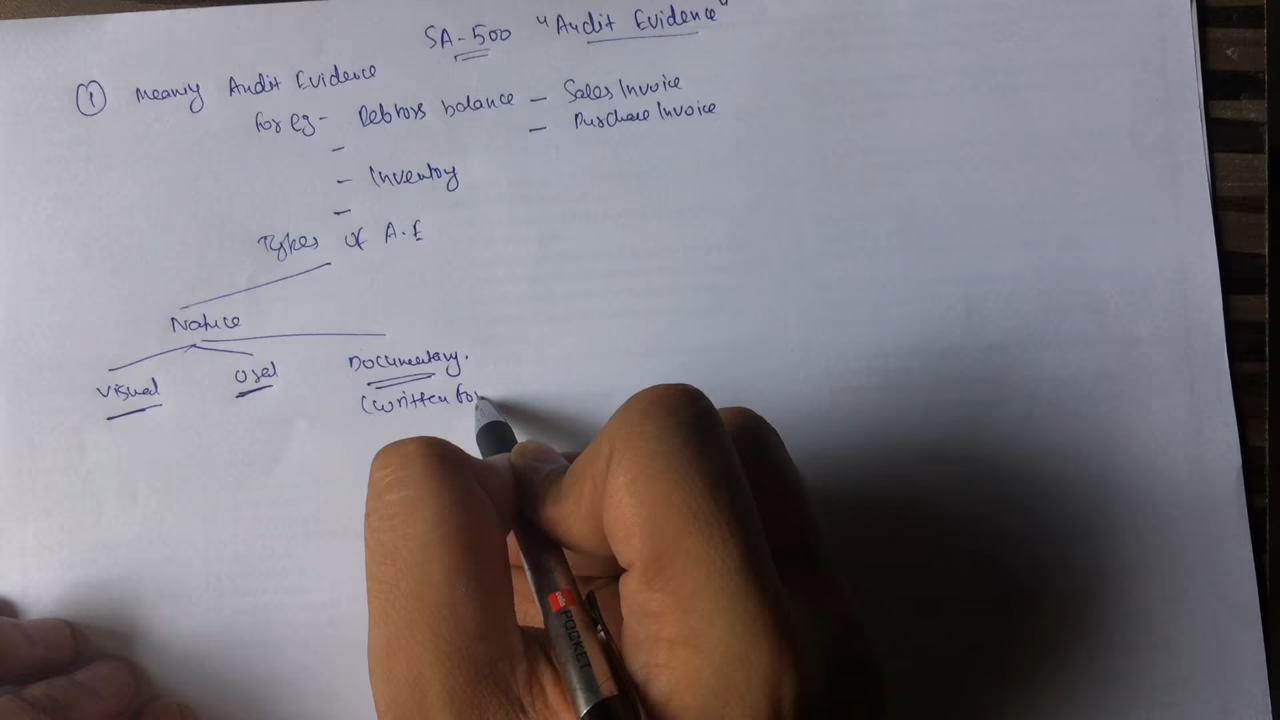 SA-500 "Audit Evidence"
① Meaning Audit Evidence
for eg- Debtors balance - Sales Invoice
- Purchase Invoice
-
- Inventory
-
Types of A.E
Nature
Visual
Oral
Documentary.
(written for
POCKET